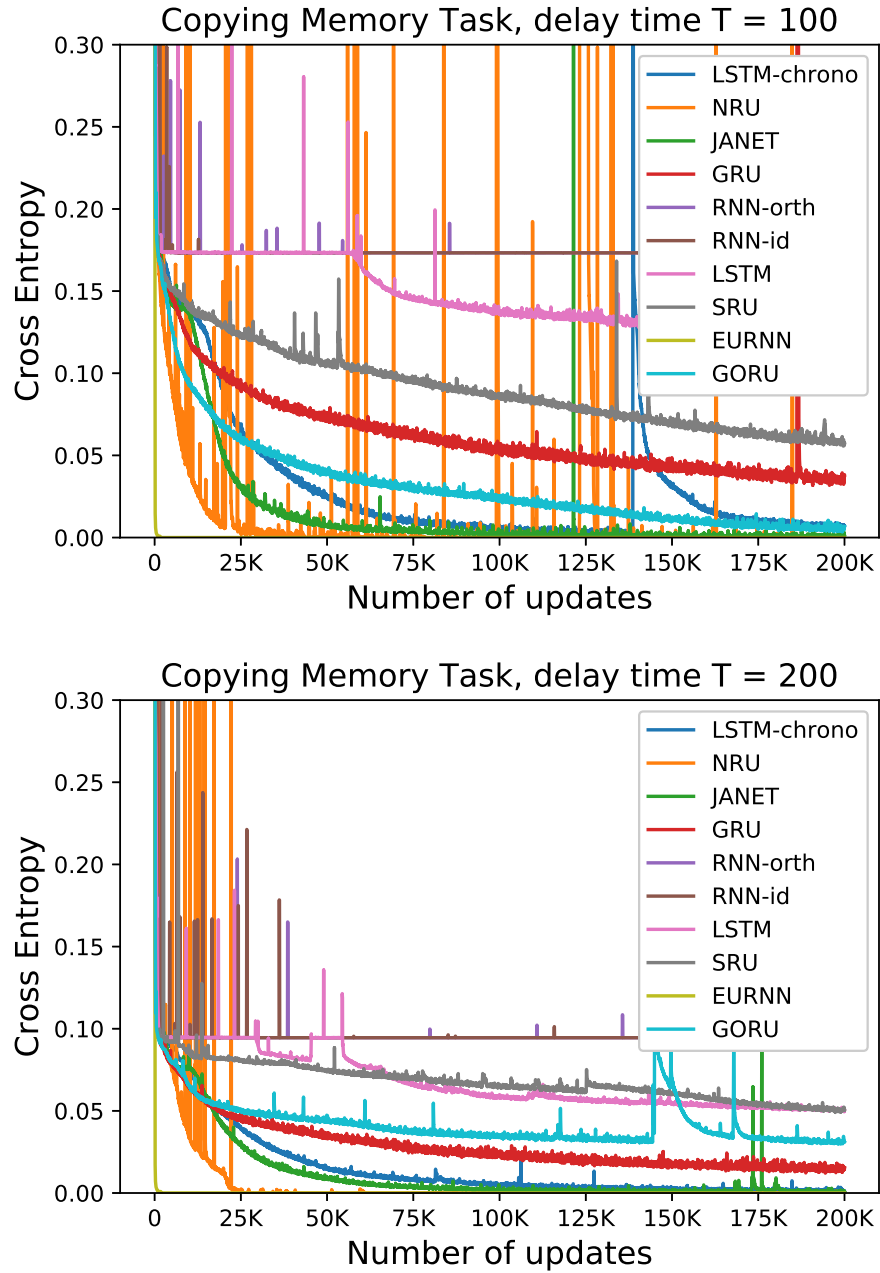 Copying Memory Task, delay time T = 100
0.30
0.25
0.20
0.15
0.10
0.05
0.00
Cross Entropy
LSTM-chrono
NRU
JANET
GRU
RNN-orth
RNN-id
LSTM
SRU
EURNN
GORU
0 25K 50K 75K 100K 125K 150K 175K 200K
Number of updates
Copying Memory Task, delay time T = 200
0.30
0.25
0.20
0.15
0.10
0.05
0.00
Cross Entropy
LSTM-chrono
NRU
JANET
GRU
RNN-orth
RNN-id
LSTM
SRU
EURNN
GORU
0 25K 50K 75K 100K 125K 150K 175K 200K
Number of updates